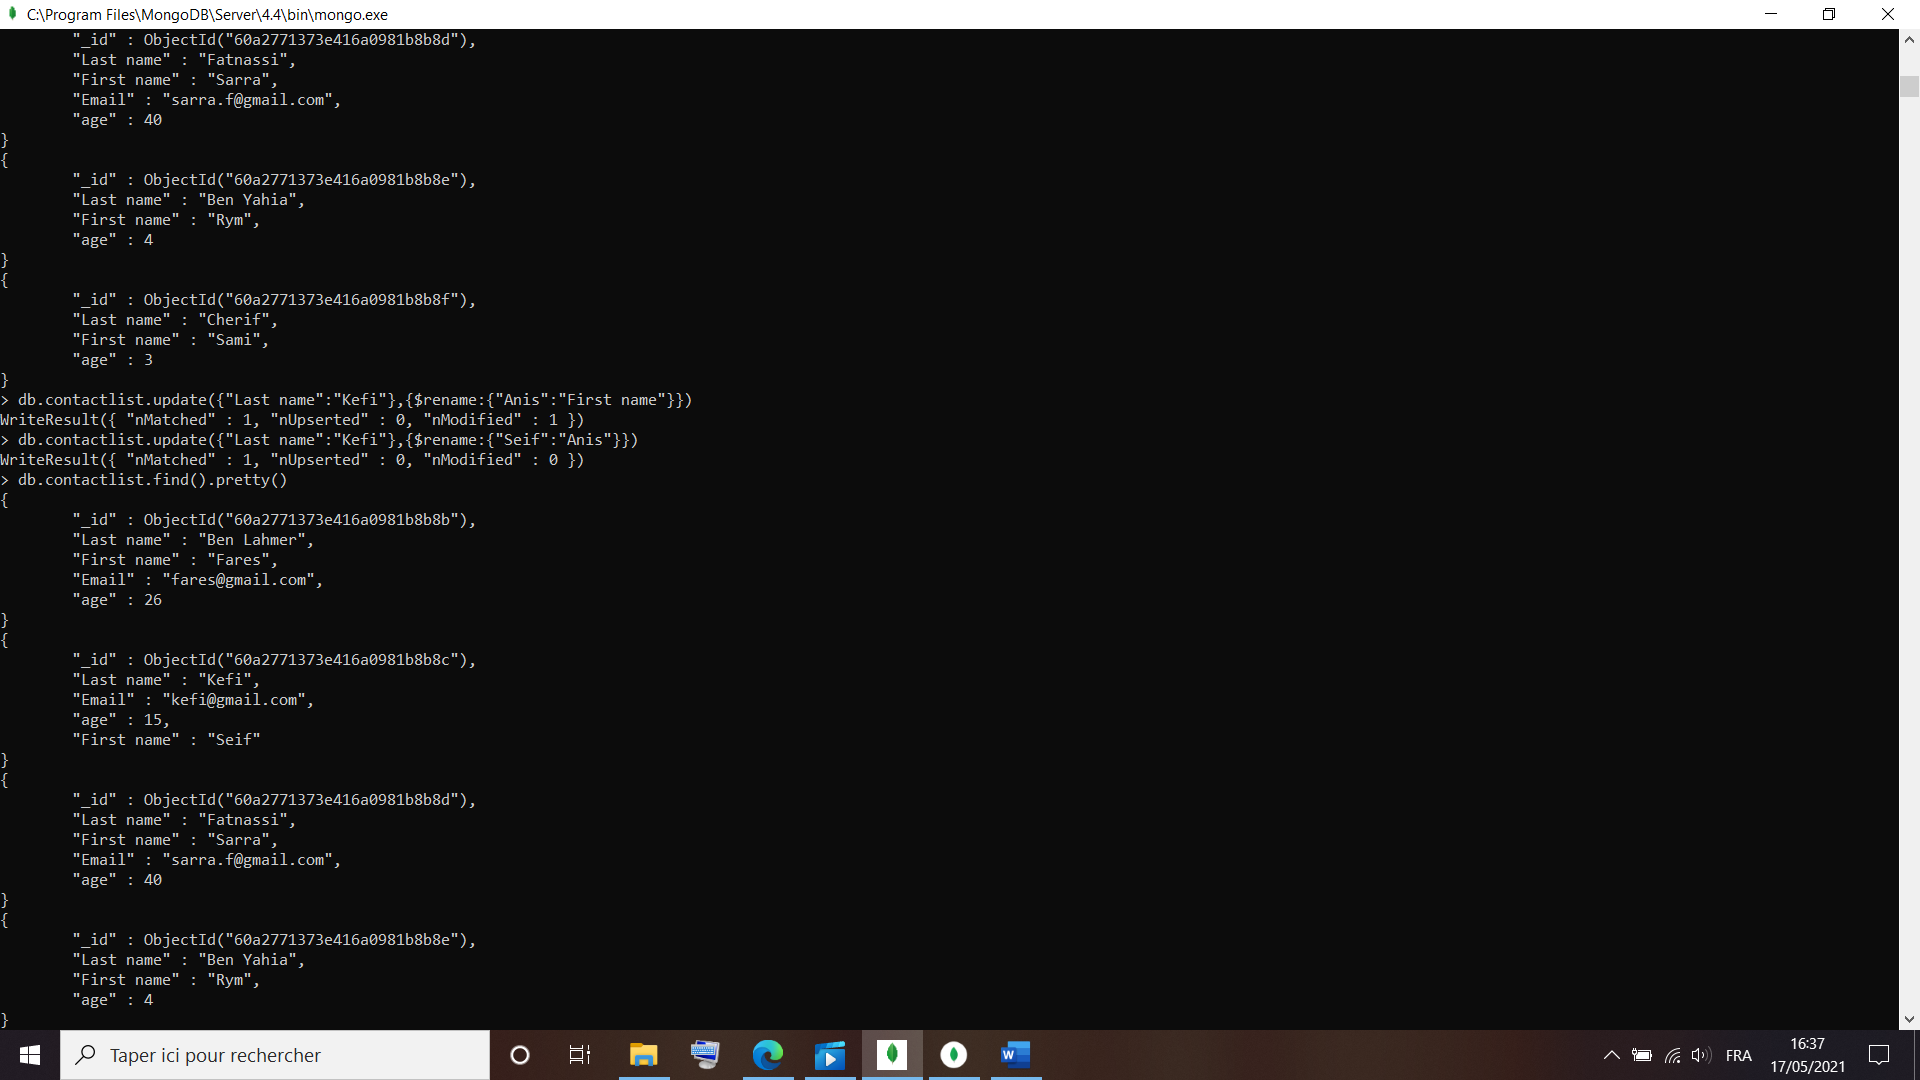 C:\Program Files\MongoDB\Server\4.4\bin\mongo.exe
"_id" : ObjectId("60a2771373e416a0981b8b8d"),
"Last name" : "Fatnassi",
"First name" : "Sarra",
"Email" : "sarra.f@gmail.com",
"age" : 40
}
{
"_id" : ObjectId("60a2771373e416a0981b8b8e"),
"Last name" : "Ben Yahia",
"First name" : "Rym",
"age" : 4
}
{
"_id" : ObjectId("60a2771373e416a0981b8b8f"),
"Last name" : "Cherif",
"First name" : "Sami",
"age" : 3
}
> db.contactlist.update({"Last name":"Kefi"},{$rename:{"Anis":"First name"}})
WriteResult({ "nMatched" : 1, "nUpserted" : 0, "nModified" : 1 })
> db.contactlist.update({"Last name":"Kefi"},{$rename:{"Seif":"Anis"}})
WriteResult({ "nMatched" : 1, "nUpserted" : 0, "nModified" : 0 })
> db.contactlist.find().pretty()
{
"_id" : ObjectId("60a2771373e416a0981b8b8b"),
"Last name" : "Ben Lahmer",
"First name" : "Fares",
"Email" : "fares@gmail.com",
"age" : 26
}
{
"_id" : ObjectId("60a2771373e416a0981b8b8c"),
"Last name" : "Kefi",
"Email" : "kefi@gmail.com",
"age" : 15,
"First name" : "Seif"
}
{
"_id" : ObjectId("60a2771373e416a0981b8b8d"),
"Last name" : "Fatnassi",
"First name" : "Sarra",
"Email" : "sarra.f@gmail.com",
"age" : 40
}
{
"_id" : ObjectId("60a2771373e416a0981b8b8e"),
"Last name" : "Ben Yahia",
"First name" : "Rym",
"age" : 4
}
Taper ici pour rechercher
W
FRA
16:37
17/05/2021